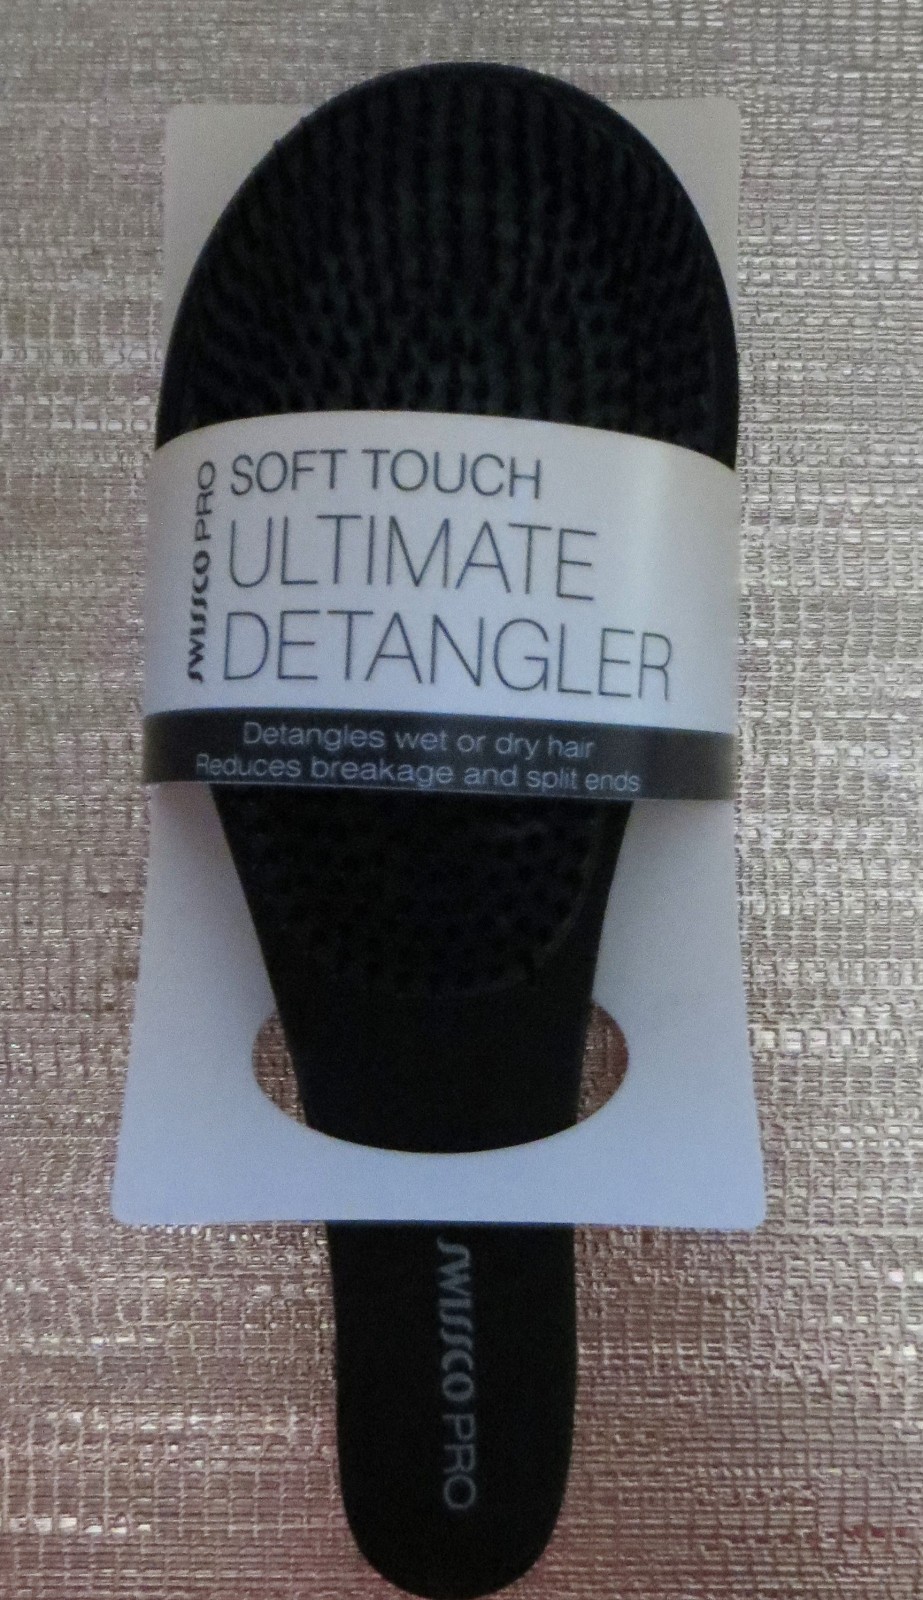 SWISSCO PRO
SOFT TOUCH
ULTIMATE
DETANGLER
Detangles wet or dry hair
Reduces breakage and split ends
SWISSCO PRO